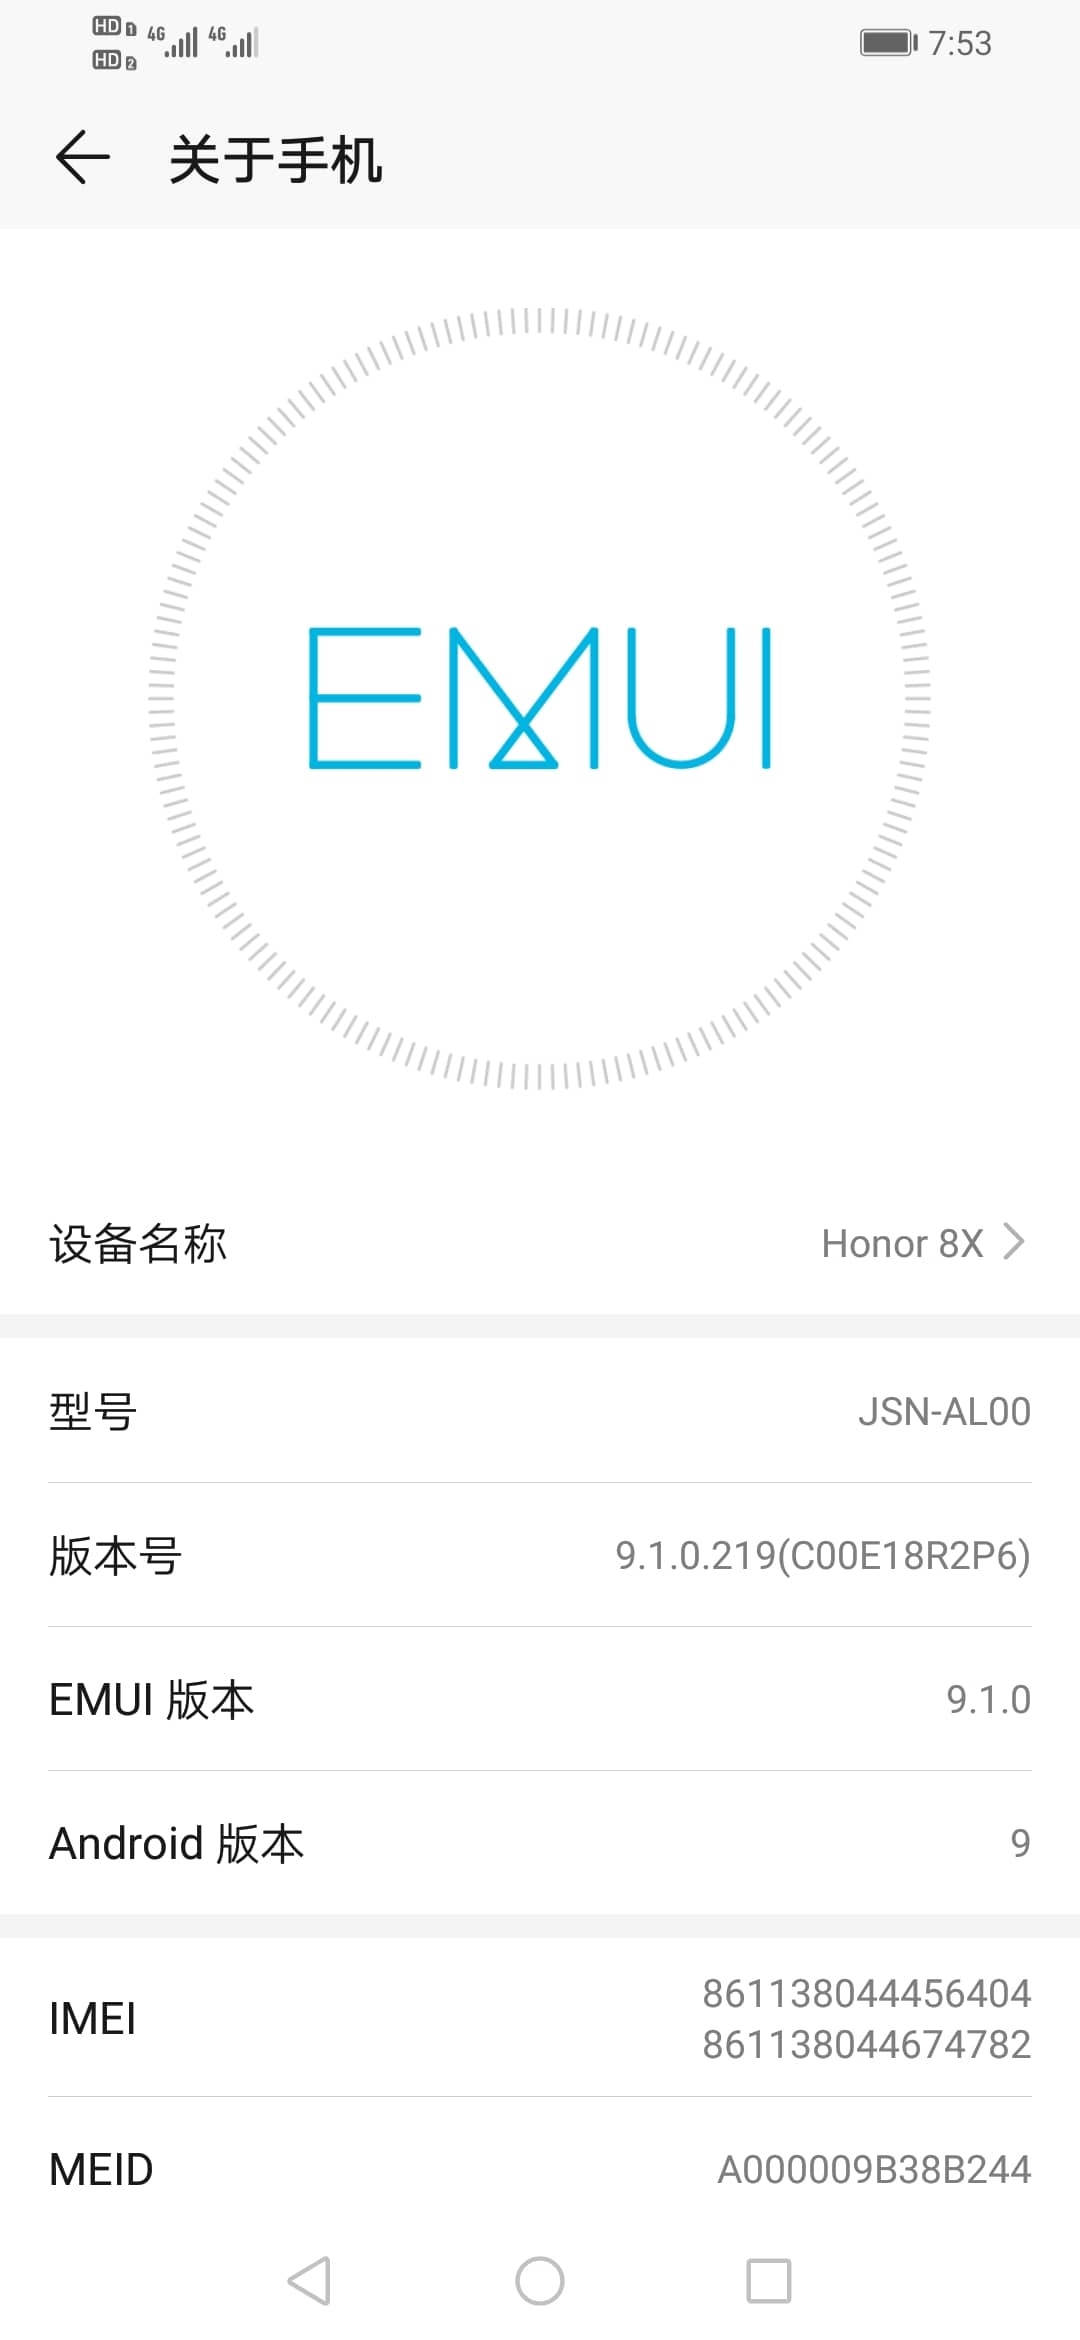 HD 1 4G 4G 7:53
HD 2
关于手机
EMUI
设备名称 Honor 8X
型号 JSN-AL00
版本号 9.1.0.219(C00E18R2P6)
EMUI 版本 9.1.0
Android 版本 9
IMEI 861138044456404
861138044674782
MEID A000009B38B244